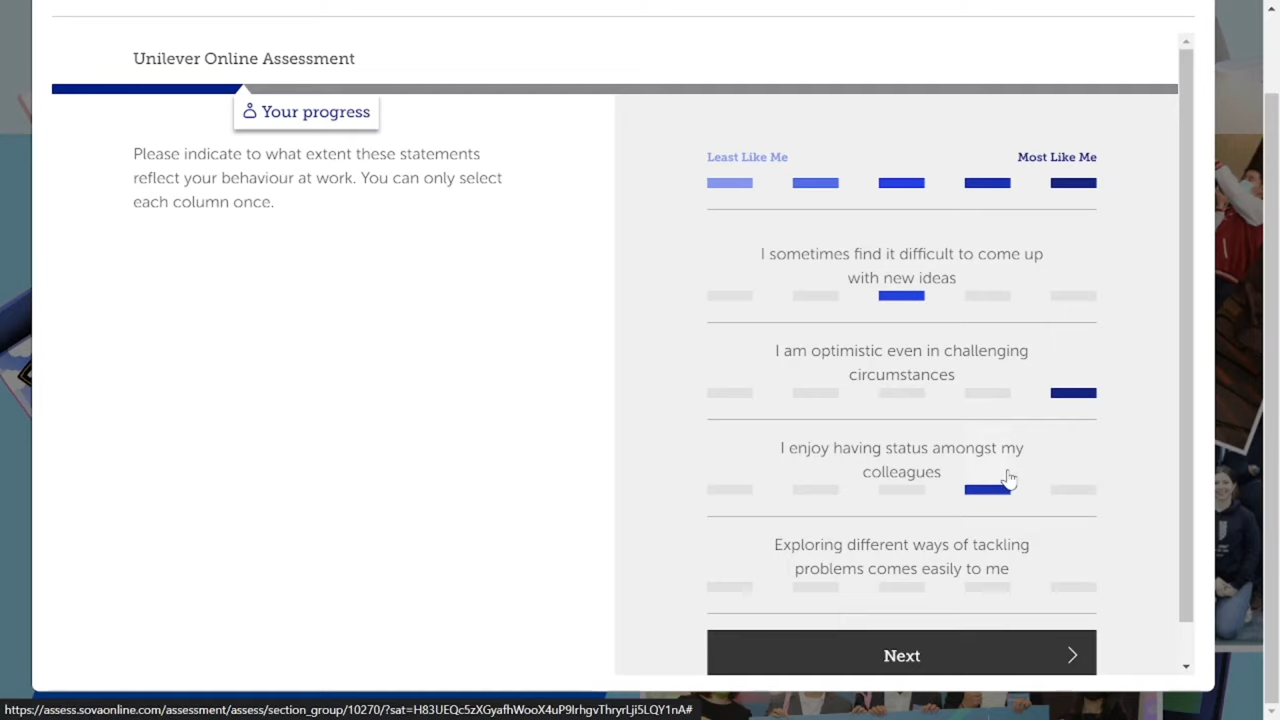 Unilever Online Assessment
Your progress
Please indicate to what extent these statements
reflect your behaviour at work. You can only select
each column once.
Least Like Me
Most Like Me
I sometimes find it difficult to come up
with new ideas
I am optimistic even in challenging
circumstances
I enjoy having status amongst my
colleagues
Exploring different ways of tackling
problems comes easily to me
Next
https://assess.sovaonline.com/assessment/assess/section_group/10270/?sat=H83UEQc5zXGyafhWooX4uP9IrhgvThryrLji5LQY1nA#